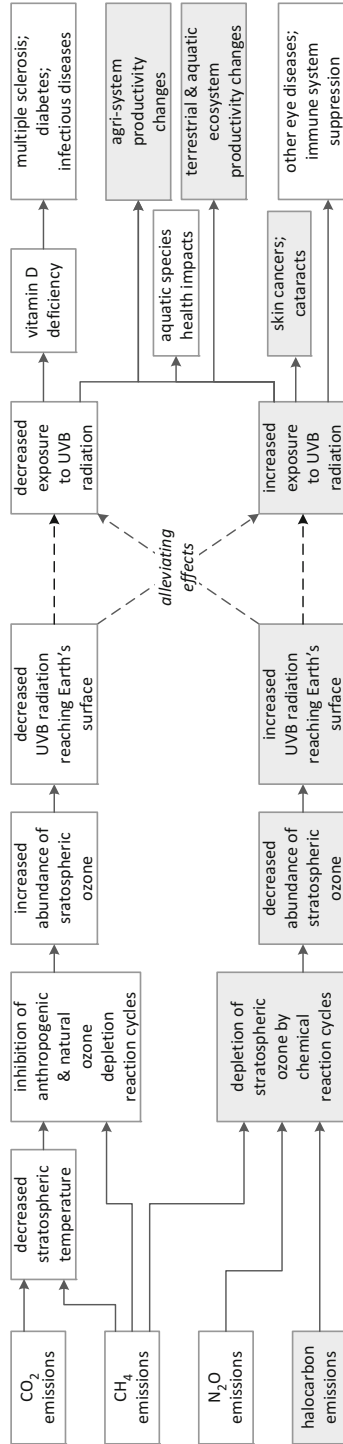 CO2
emissions
CH4
emissions
N2O
emissions
halocarbon
emissions
decreased
stratospheric
temperature
inhibition of
anthropogenic
& natural
ozone
depletion
reaction cycles
depletion of
stratospheric
ozone by
chemical
reaction cycles
increased
abundance of
sratospheric
ozone
decreased
abundance of
stratospheric
ozone
decreased
UVB radiation
reaching Earth's
surface
increased
UVB radiation
reaching Earth's
surface
alleviating
effects
decreased
exposure
to UVB
radiation
increased
exposure
to UVB
radiation
vitamin D
deficiency
aquatic species
health impacts
skin cancers;
cataracts
multiple sclerosis;
diabetes;
infectious diseases
agri-system
productivity
changes
terrestrial & aquatic
ecosystem
productivity changes
other eye diseases;
immune system
suppression